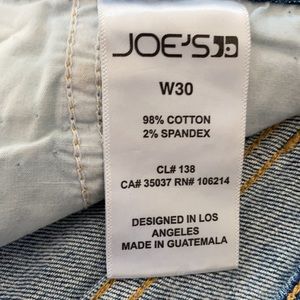 JOE'S
W30
98% COTTON
2% SPANDEX
CL# 138
CA# 35037 RN# 106214
DESIGNED IN LOS
ANGELES
MADE IN GUATEMALA